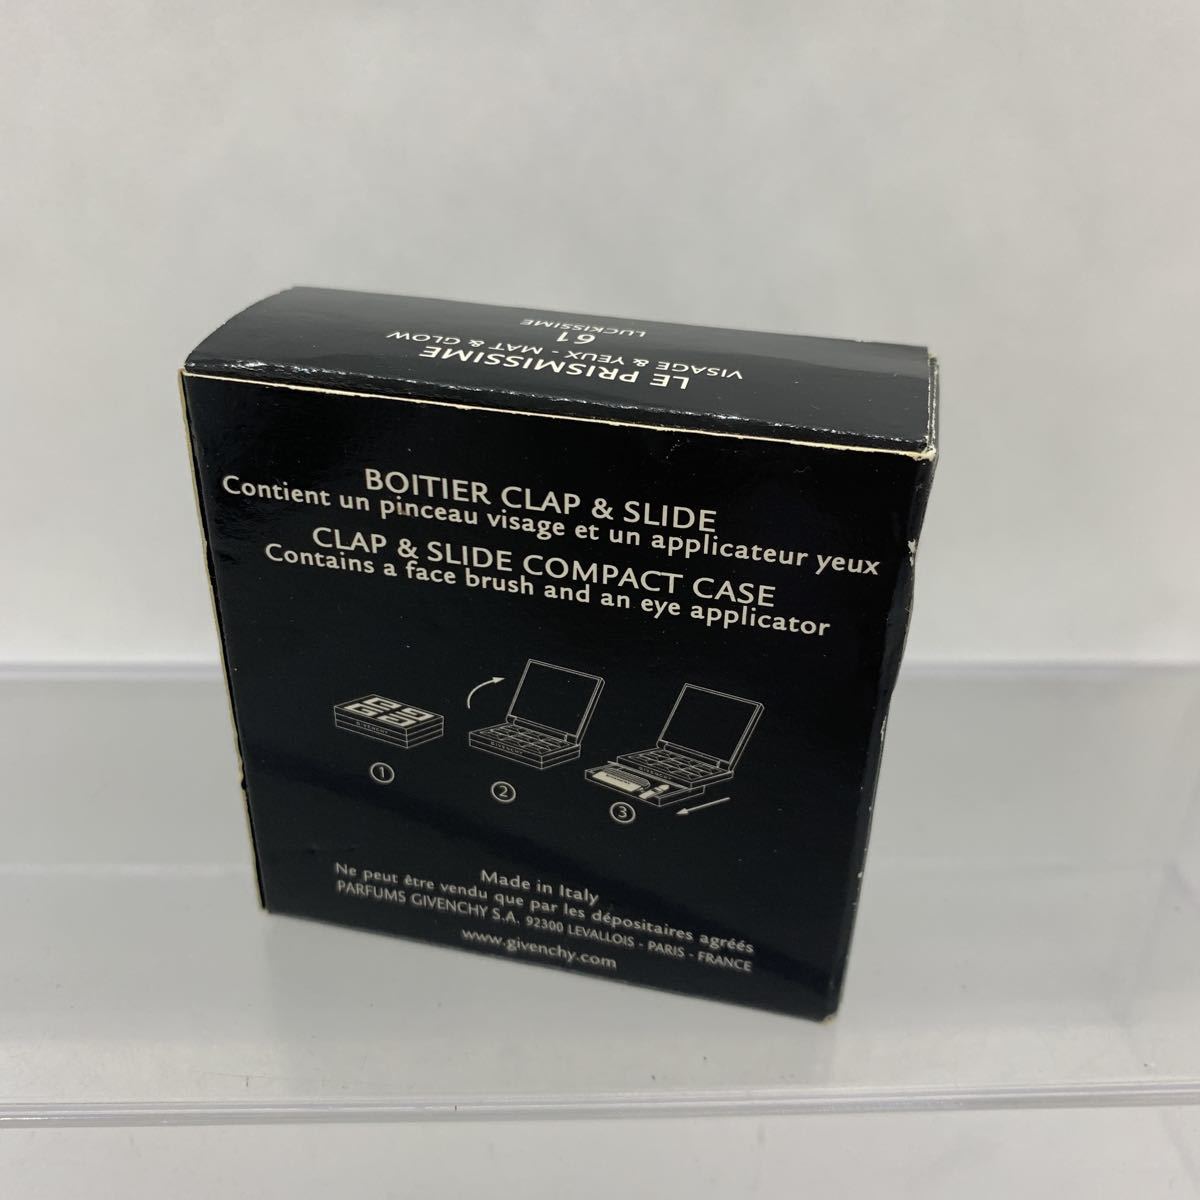 LE PRISMISSIME
VISAGE & YEUX - MAT & GLOW
61
LUCKISSIME
BOITIER CLAP & SLIDE
Contient un pinceau visage et un applicateur yeux
CLAP & SLIDE COMPACT CASE
Contains a face brush and an eye applicator
GIVENCHY
GIVENCHY
1
2
3
Made in Italy
Ne peut être vendu que par les dépositaires agréés
PARFUMS GIVENCHY S.A. 92300 LEVALLOIS - PARIS - FRANCE
www.givenchy.com